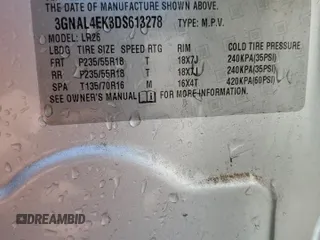 THE DATE OF MANUFACTURE SHOWN ABOVE.
3GNAL4EK8DS613278 TYPE: M.P.V.
MODEL: LR26
LBDG TIRE SIZE SPD RTG RIM COLD TIRE PRESSURE
FRT P235/55R18 T 18X7J 240KPA(35PSI)
RR P235/55R18 T 18X7J 240KPA(35PSI)
SPA T135/70R16 M 16X4T 420KPA(60PSI)
SEE OWNER'S MANUAL FOR MORE INFORMATION.
DREAMBID